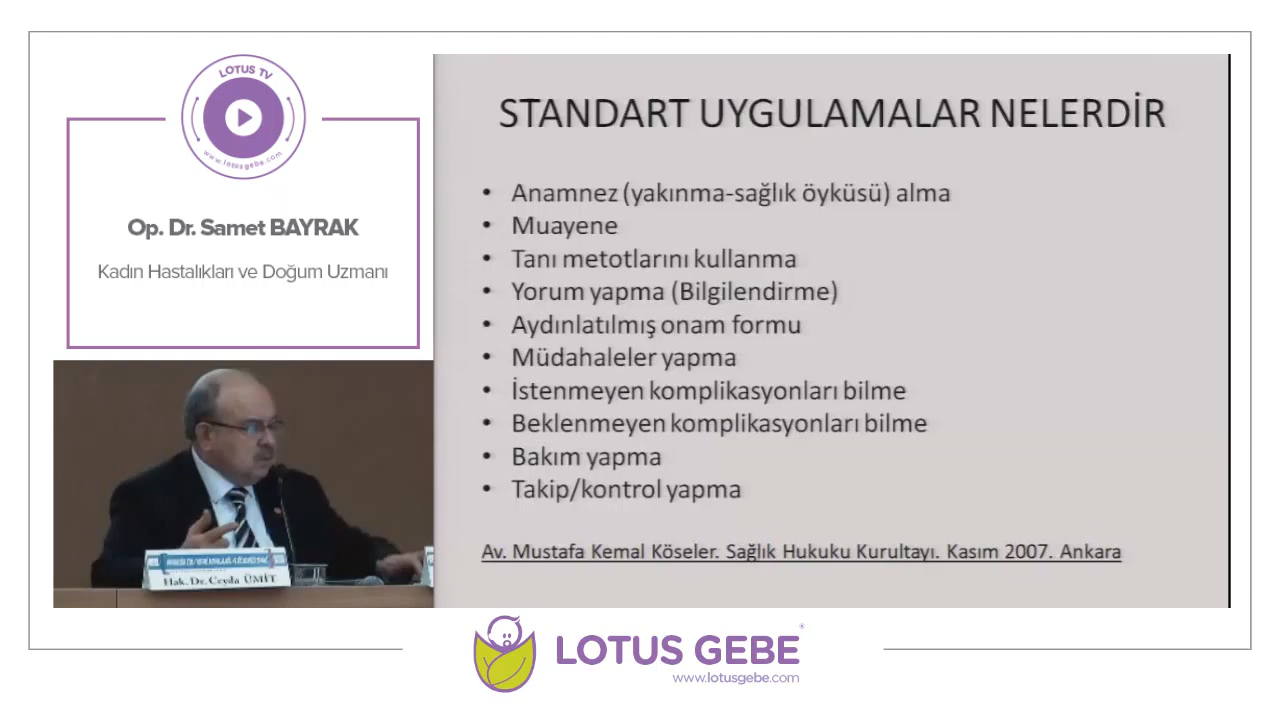 LOTUS TV
www.lotusgebe.com
Op. Dr. Samet BAYRAK
Kadın Hastalıkları ve Doğum Uzmanı
Hak. Dr. Ceyda ÜMİT
STANDART UYGULAMALAR NELERDİR
• Anamnez (yakınma-sağlık öyküsü) alma
• Muayene
• Tanı metotlarını kullanma
• Yorum yapma (Bilgilendirme)
• Aydınlatılmış onam formu
• Müdahaleler yapma
• İstenmeyen komplikasyonları bilme
• Beklenmeyen komplikasyonları bilme
• Bakım yapma
• Takip/kontrol yapma
Av. Mustafa Kemal Köseler. Sağlık Hukuku Kurultayı. Kasım 2007. Ankara
LOTUS GEBE
www.lotusgebe.com